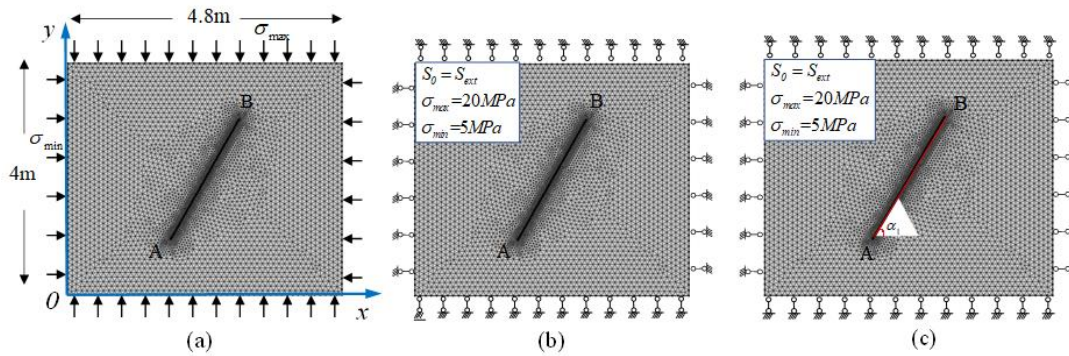 4.8m
y
σmax
σmin
4m
B
A
O
x
(a)
S0 = Sext
σmax=20MPa
σmin=5MPa
B
A
(b)
S0 = Sext
σmax=20MPa
σmin=5MPa
B
α1
A
(c)